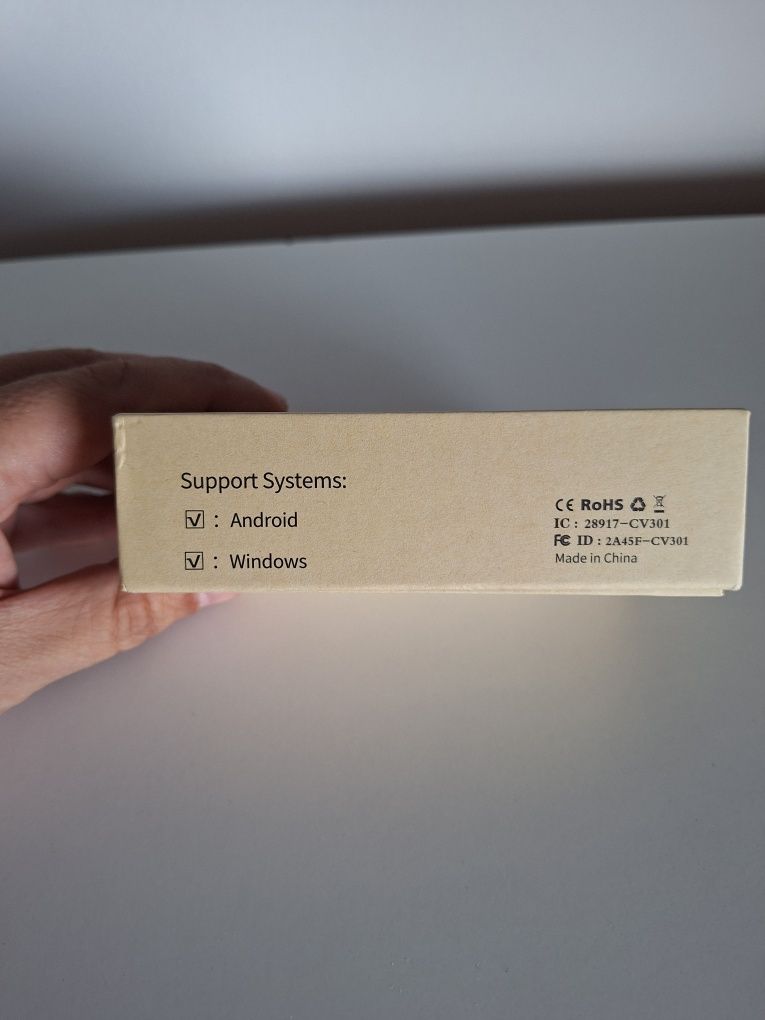 Support Systems:
☑ : Android
☑ : Windows
CE RoHS
IC : 28917-CV301
FC ID : 2A45F-CV301
Made in China